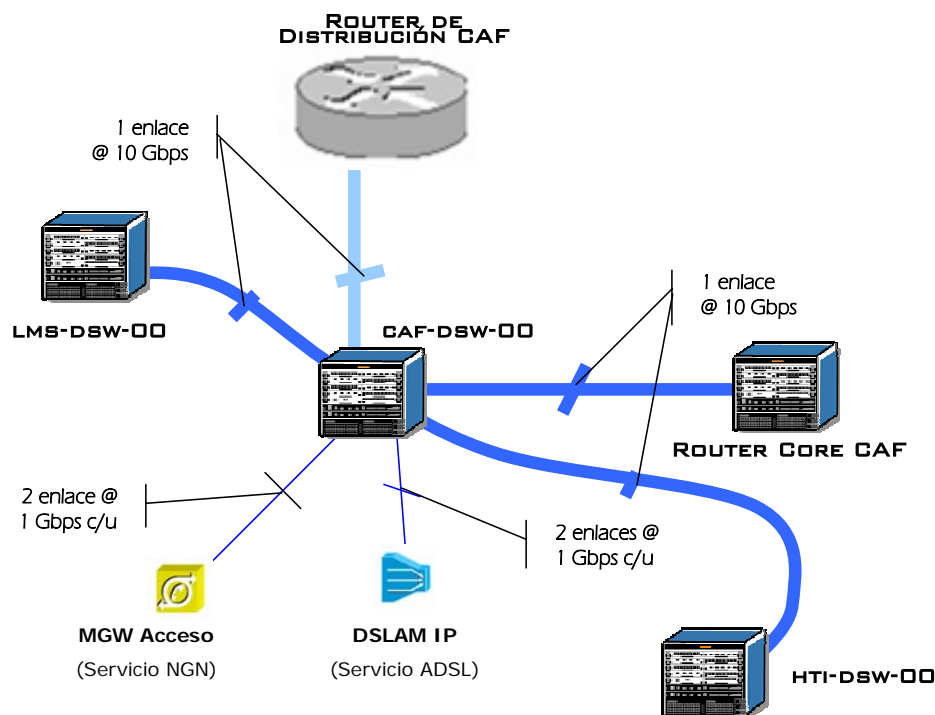 Router de
Distribución CAF
1 enlace
@ 10 Gbps
1 enlace
@ 10 Gbps
LMS-DSW-00
CAF-DSW-00
Router Core CAF
2 enlace @
1 Gbps c/u
2 enlaces @
1 Gbps c/u
MGW Acceso
(Servicio NGN)
DSLAM IP
(Servicio ADSL)
HTI-DSW-00